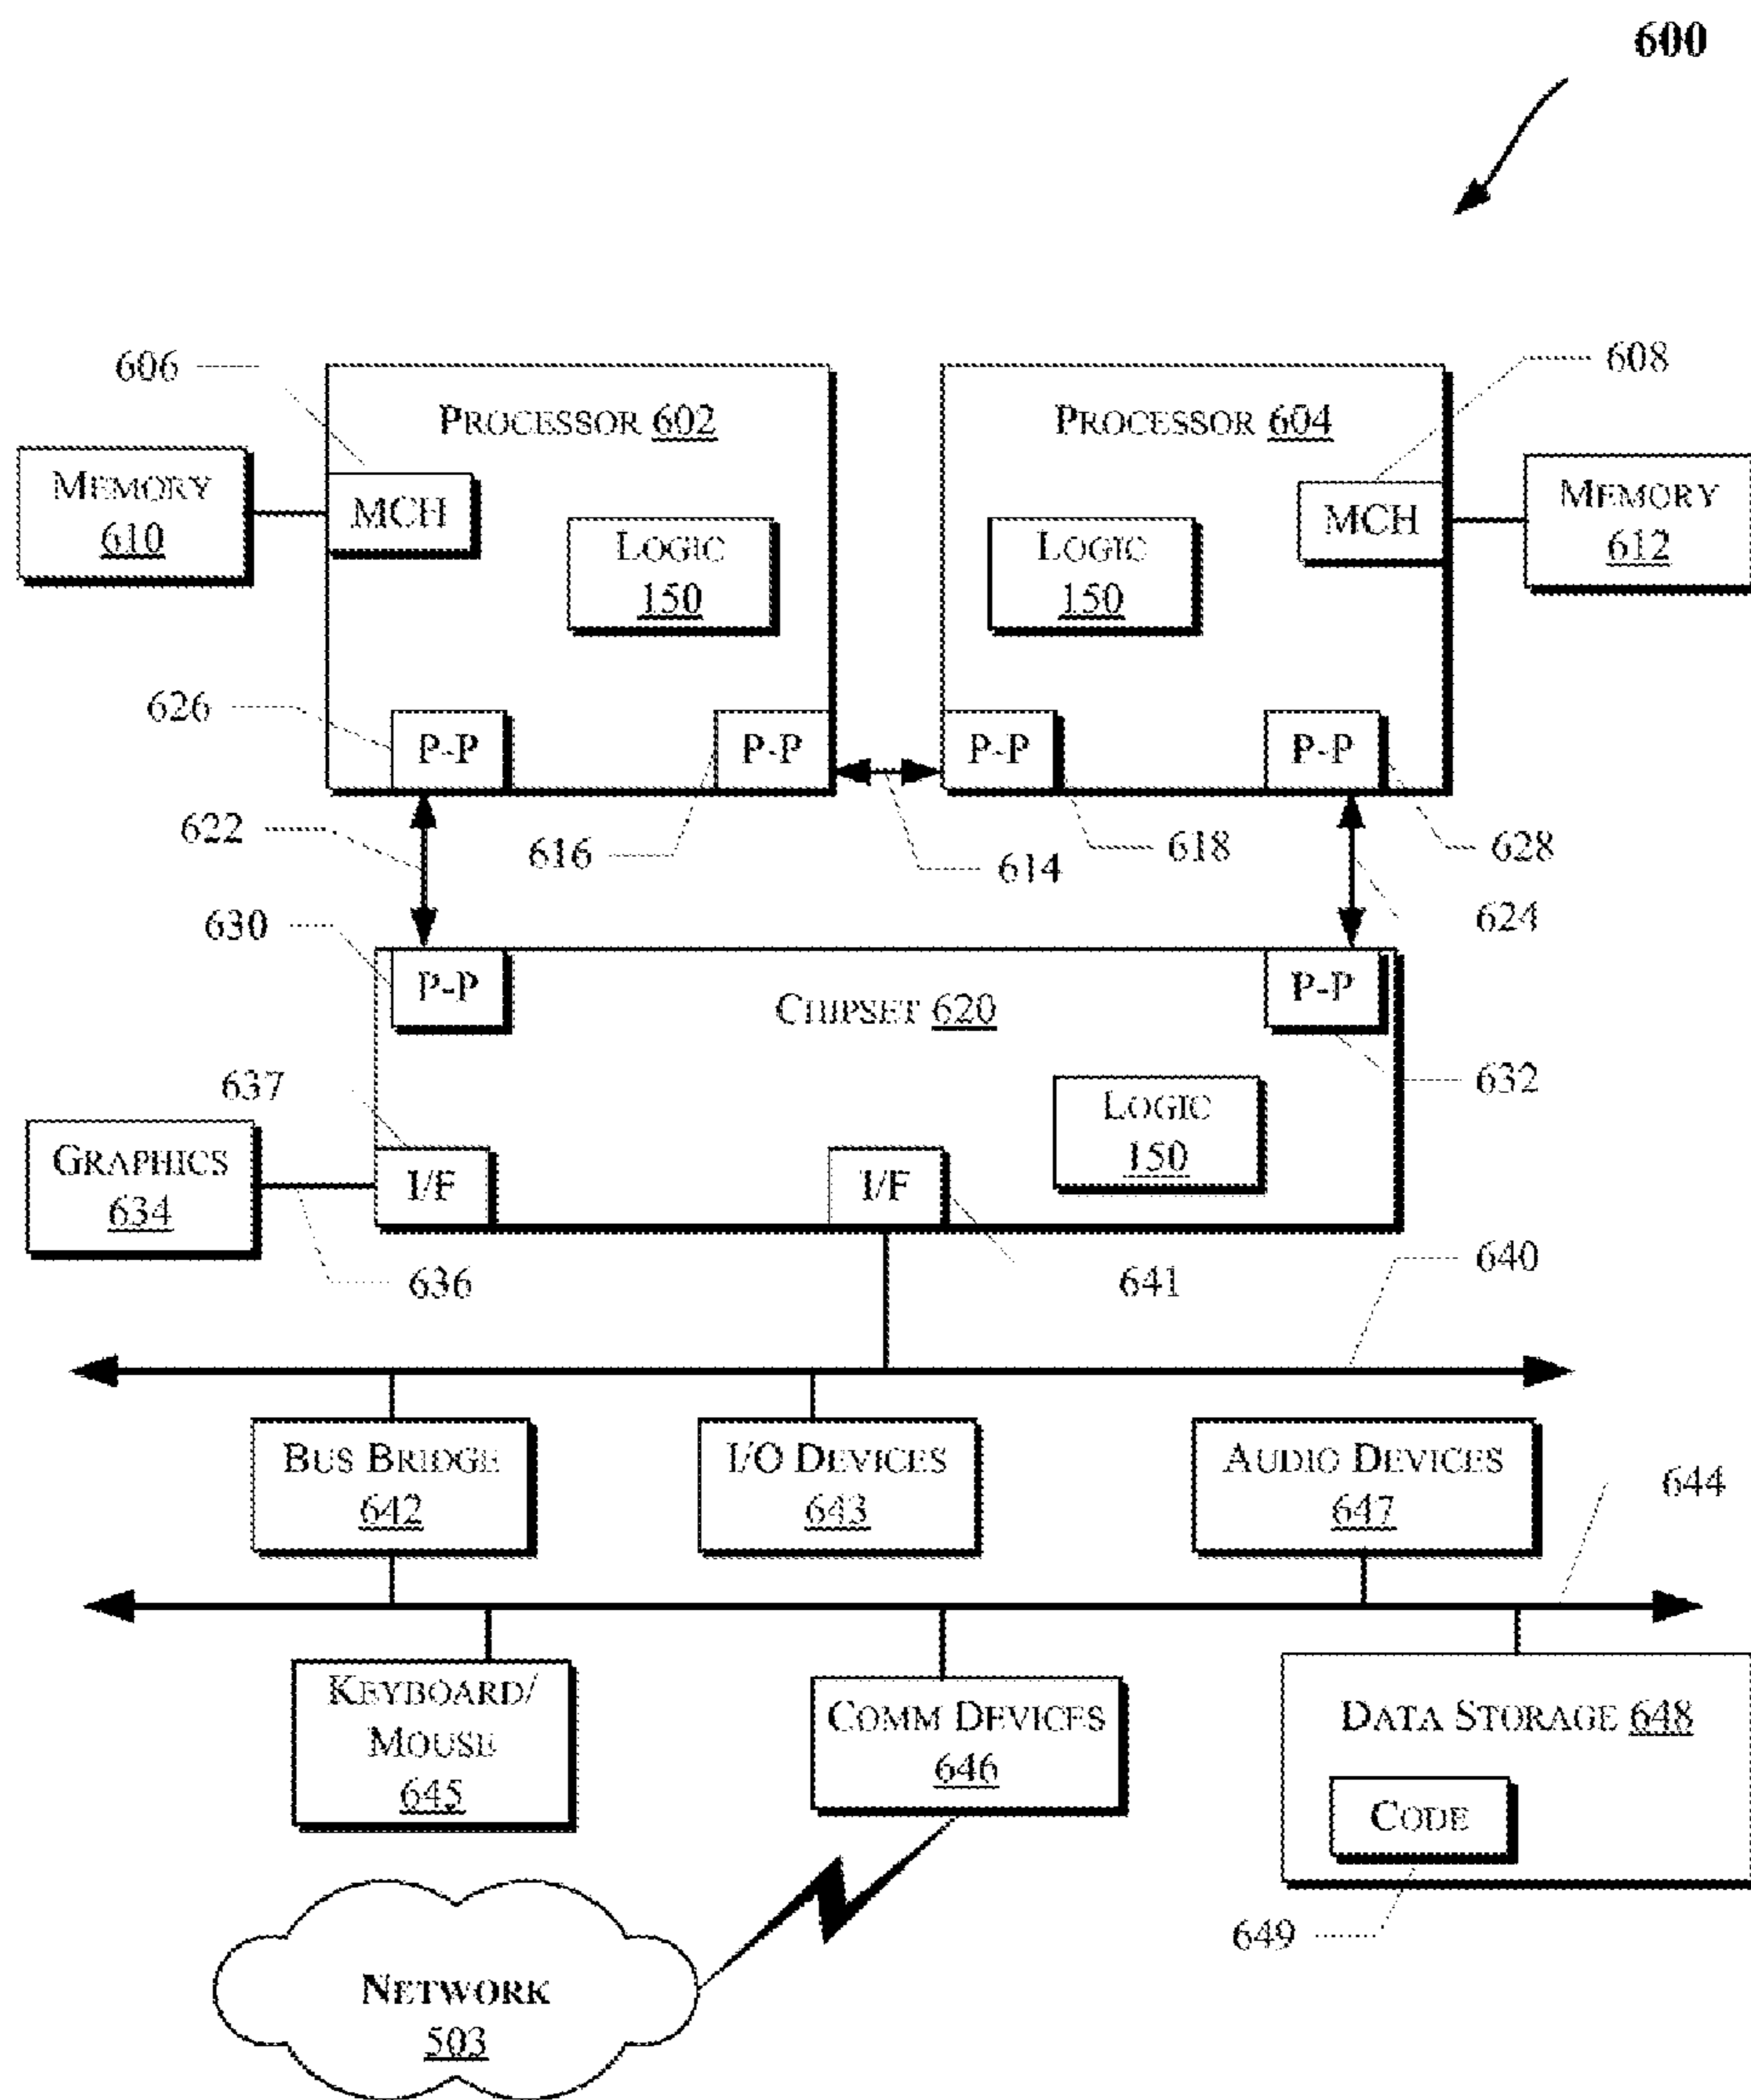 600
606
608
PROCESSOR 602
PROCESSOR 604
MEMORY
610
MCH
LOGIC
150
LOGIC
150
MCH
MEMORY
612
626
P-P
P-P
P-P
P-P
622
616
614
618
628
624
630
P-P
CHIPSET 620
P-P
632
637
LOGIC
150
GRAPHICS
634
I/F
I/F
636
641
640
BUS BRIDGE
642
I/O DEVICES
643
AUDIO DEVICES
647
644
KEYBOARD/
MOUSE
645
COMM DEVICES
646
DATA STORAGE 648
CODE
649
NETWORK
503